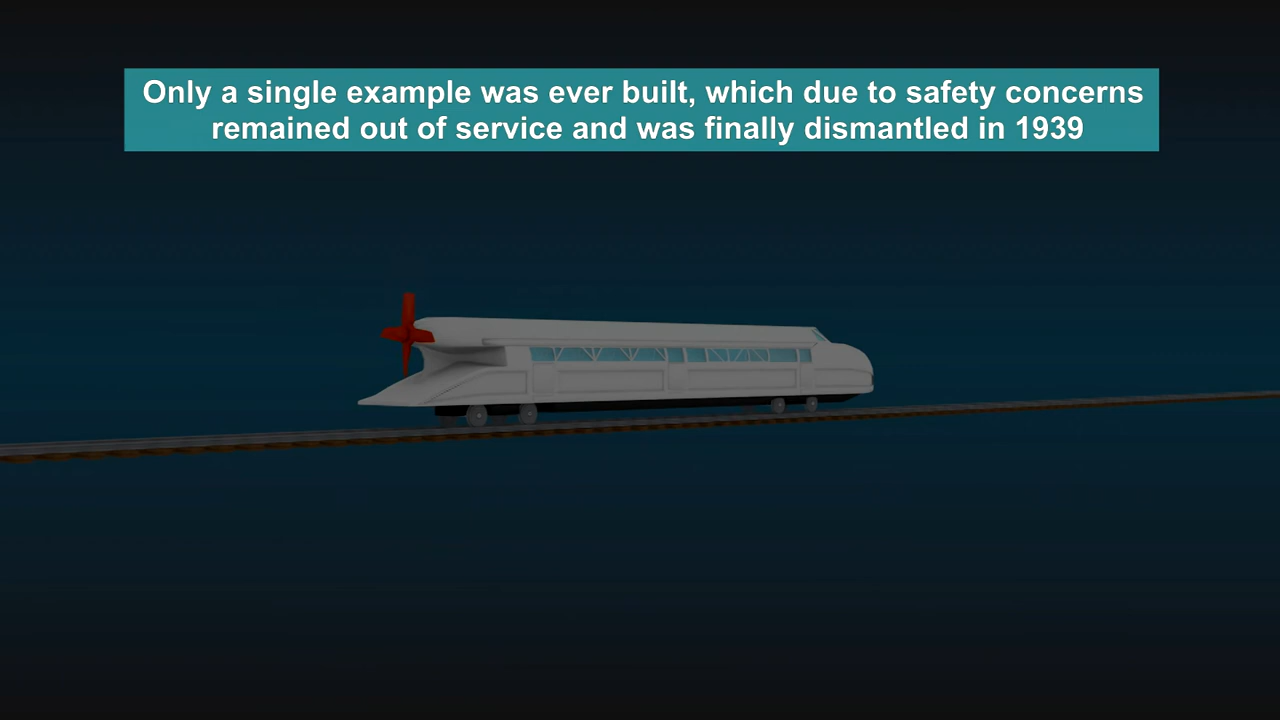 Only a single example was ever built, which due to safety concerns
remained out of service and was finally dismantled in 1939